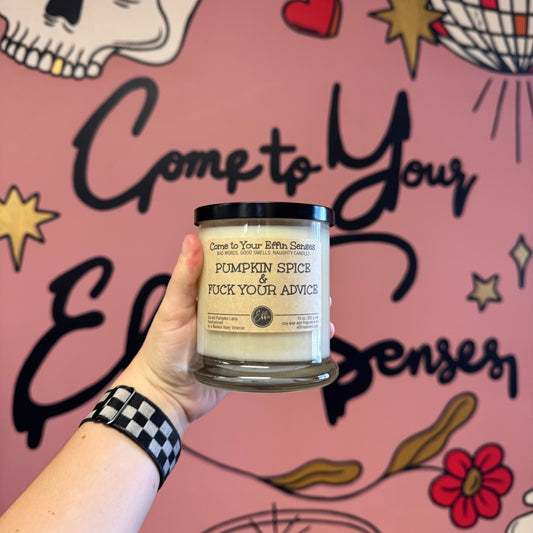 Come to Your
Effin Senses,
Come to Your Effin Senses
BAD WORDS. GOOD SMELLS. NAUGHTY CANDLES
PUMPKIN SPICE
&
FUCK YOUR ADVICE
Effin